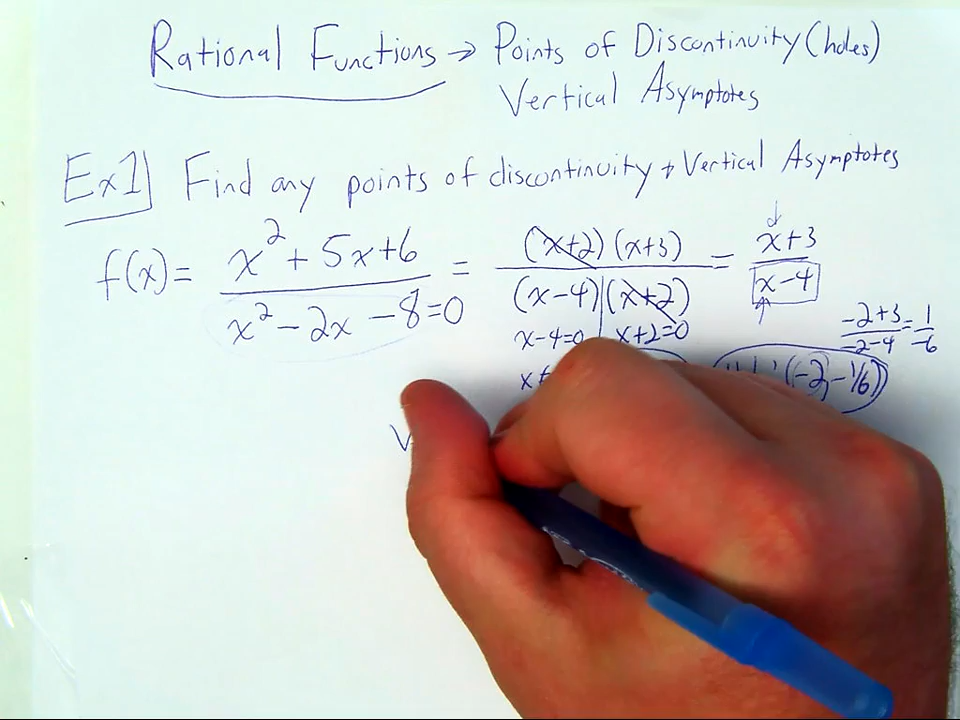 Rational Functions → Points of Discontinuity (holes)
Vertical Asymptotes
Ex1 Find any points of discontinuity + Vertical Asymptotes
f(x) = x² + 5x + 6 / x² - 2x - 8 = 0 = (x+2)(x+3) / (x-4)(x+2) = x+3 / x-4
x-4=0 x+2=0
-2+3 / -2-4 = 1 / -6
(-2, -1/6)